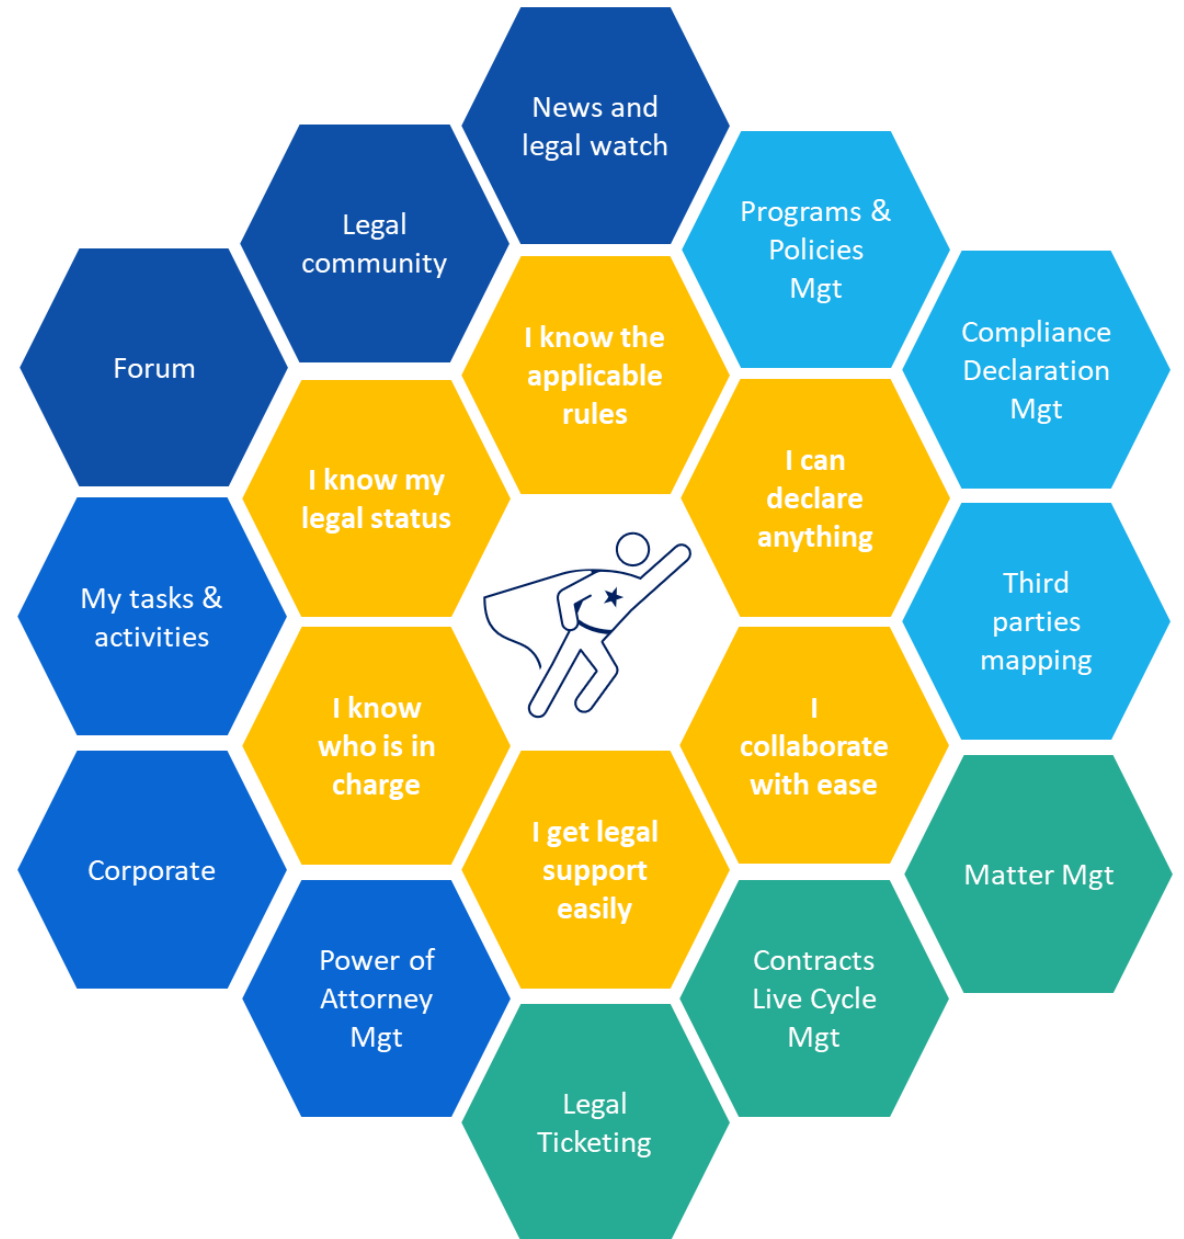 News and
legal watch
Legal
community
Programs &
Policies
Mgt
Forum
I know the
applicable
rules
Compliance
Declaration
Mgt
I know my
legal status
I can
declare
anything
My tasks &
activities
Third
parties
mapping
I know
who is in
charge
I
collaborate
with ease
Corporate
I get legal
support
easily
Matter Mgt
Power of
Attorney
Mgt
Contracts
Live Cycle
Mgt
Legal
Ticketing